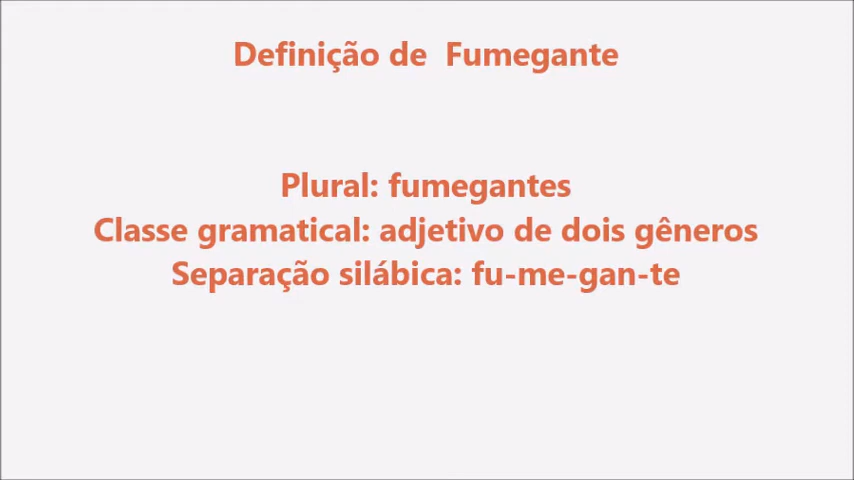 Definição de  Fumegante
Plural: fumegantes
Classe gramatical: adjetivo de dois gêneros
Separação silábica: fu-me-gan-te